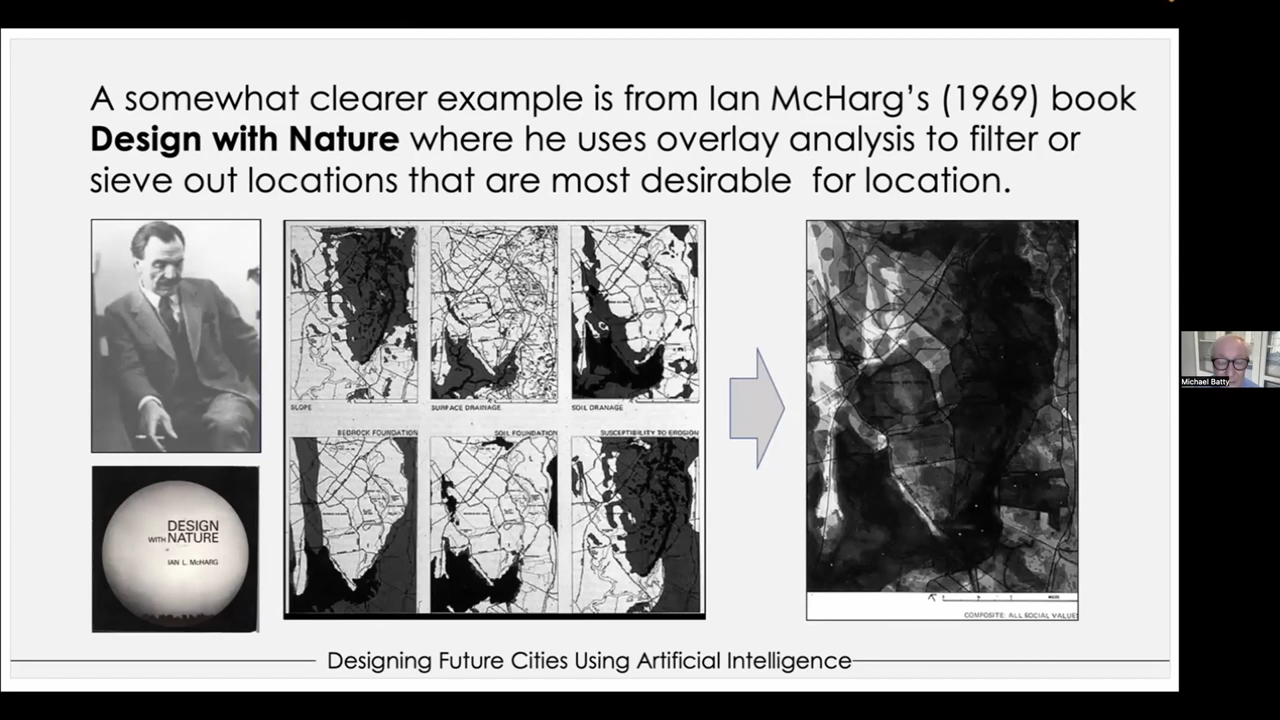 A somewhat clearer example is from Ian McHarg's (1969) book
Design with Nature where he uses overlay analysis to filter or
sieve out locations that are most desirable for location.
SLOPE
SURFACE DRAINAGE
SOIL DRAINAGE
BEDROCK FOUNDATION
SOIL FOUNDATION
SUSCEPTIBILITY TO EROSION
DESIGN
WITH NATURE
IAN L. McHARG
MILES
COMPOSITE: ALL SOCIAL VALUES
Designing Future Cities Using Artificial Intelligence
Michael Batty